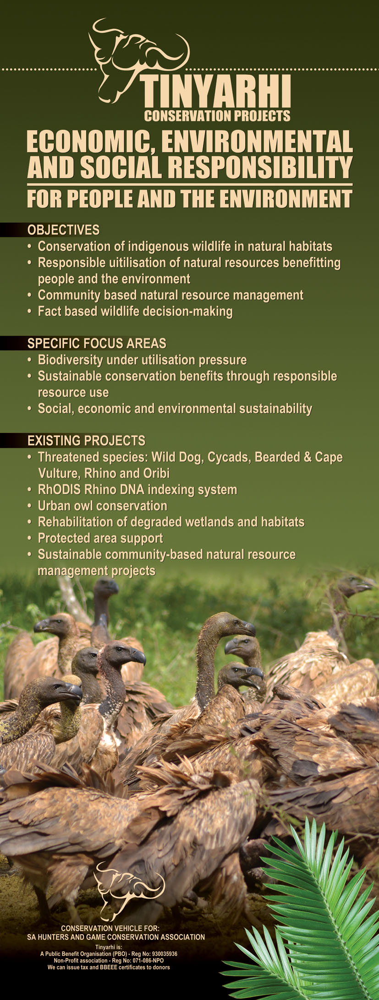 TINYARHI
CONSERVATION PROJECTS
ECONOMIC, ENVIRONMENTAL
AND SOCIAL RESPONSIBILITY
FOR PEOPLE AND THE ENVIRONMENT
OBJECTIVES
• Conservation of indigenous wildlife in natural habitats
• Responsible uitilisation of natural resources benefitting
people and the environment
• Community based natural resource management
• Fact based wildlife decision-making
SPECIFIC FOCUS AREAS
• Biodiversity under utilisation pressure
• Sustainable conservation benefits through responsible
resource use
• Social, economic and environmental sustainability
EXISTING PROJECTS
• Threatened species: Wild Dog, Cycads, Bearded & Cape
Vulture, Rhino and Oribi
• RhODIS Rhino DNA indexing system
• Urban owl conservation
• Rehabilitation of degraded wetlands and habitats
• Protected area support
• Sustainable community-based natural resource
management projects
CONSERVATION VEHICLE FOR:
SA HUNTERS AND GAME CONSERVATION ASSOCIATION
Tinyarhi is:
A Public Benefit Organisation (PBO) - Reg No: 930035936
Non-Profit association - Reg No: 071-086-NPO
We can issue tax and BBEEE certificates to donors